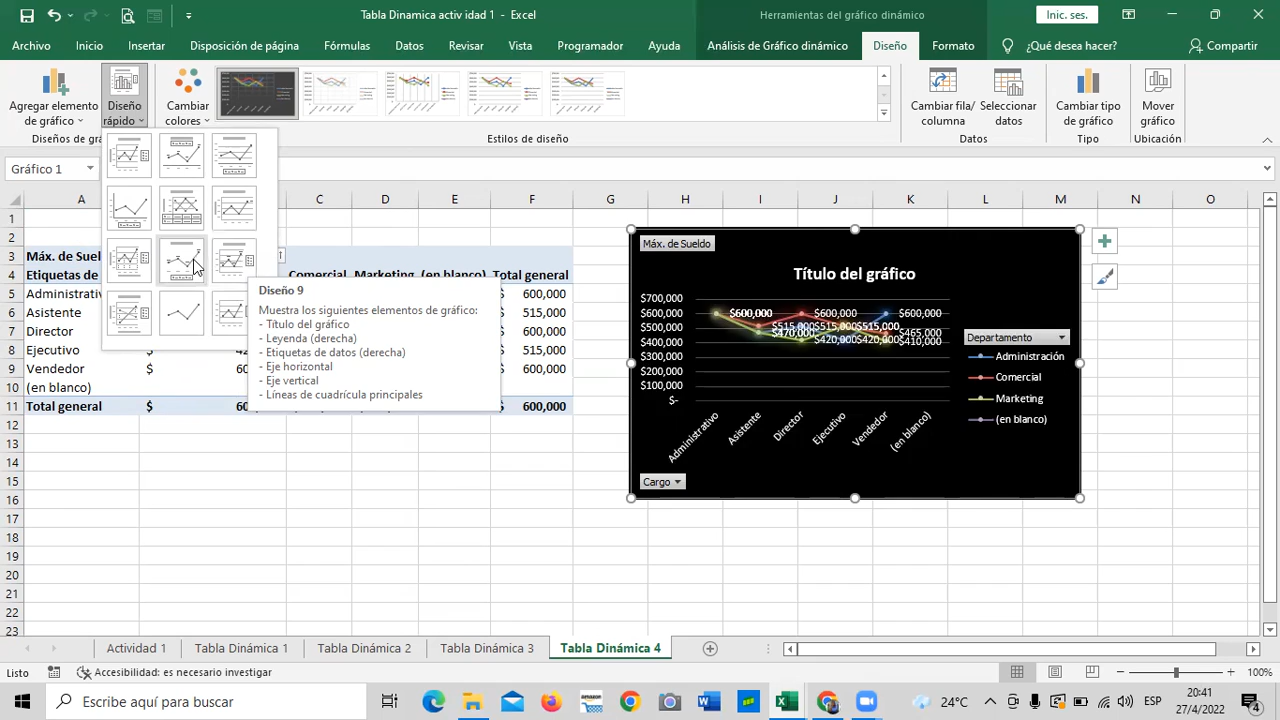 Tabla Dinamica activ idad 1 - Excel
Herramientas del gráfico dinámico
Inic. ses.
Archivo Inicio Insertar Disposición de página Fórmulas Datos Revisar Vista Programador Ayuda Análisis de Gráfico dinámico Diseño Formato ¿Qué desea hacer? Compartir
Agregar elemento
de gráfico
Diseño
rápido
Cambiar
colores
Cambiar fila/
columna
Seleccionar
datos
Cambiar tipo
de gráfico
Mover
gráfico
Diseños de grá
Estilos de diseño
Datos
Tipo
Ubicación
Gráfico 1
A C D E F G H I J K L M N O
1
2
3 Máx. de Suel
4 Etiquetas de Comercial Marketing (en blanco) Total general
5 Administrativ $ 600,000
6 Asistente $ 515,000
7 Director $ 600,000
8 Ejecutivo $ 42 $ 515,000
9 Vendedor $ 60 $ 600,000
10 (en blanco)
11 Total general $ 60 $ 600,000
12
13
14
15
16
17
18
19
20
21
22
23
Diseño 9
Muestra los siguientes elementos de gráfico:
- Título del gráfico
- Leyenda (derecha)
- Etiquetas de datos (derecha)
- Eje horizontal
- Eje vertical
- Líneas de cuadrícula principales
Máx. de Sueldo
Título del gráfico
$700,000
$600,000
$500,000
$400,000
$300,000
$200,000
$100,000
$-
$600,000 $600,000 $600,000
$515,000 $515,000 $515,000
$470,000 $465,000
$420,000 $420,000 $410,000
Administrativo Asistente Director Ejecutivo Vendedor (en blanco)
Departamento
Administración
Comercial
Marketing
(en blanco)
Cargo
Actividad 1 Tabla Dinámica 1 Tabla Dinámica 2 Tabla Dinámica 3 Tabla Dinámica 4
Listo Accesibilidad: es necesario investigar 100%
Escribe aquí para buscar
amazon
24°C
ESP
20:41
27/4/2022
4